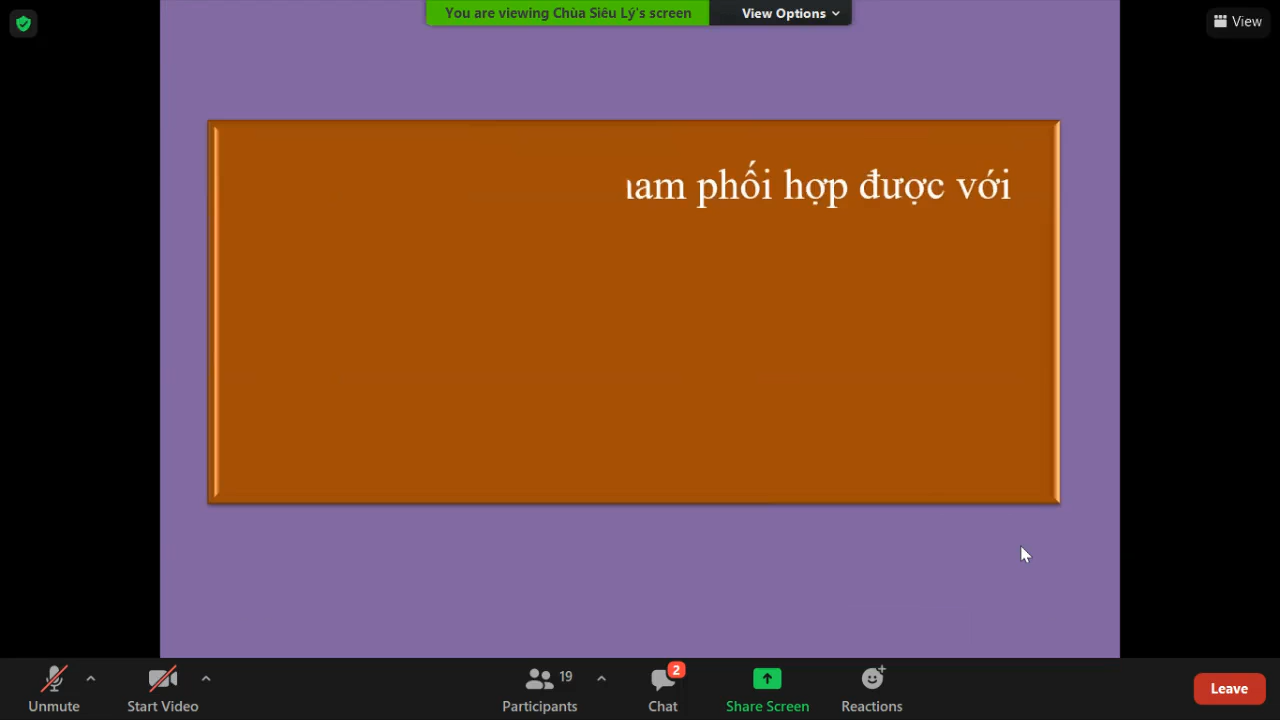 You are viewing Chùa Siêu Lý's screen
View Options
View
phối hợp được với
Unmute
Start Video
19
Participants
2
Chat
Share Screen
Reactions
Leave